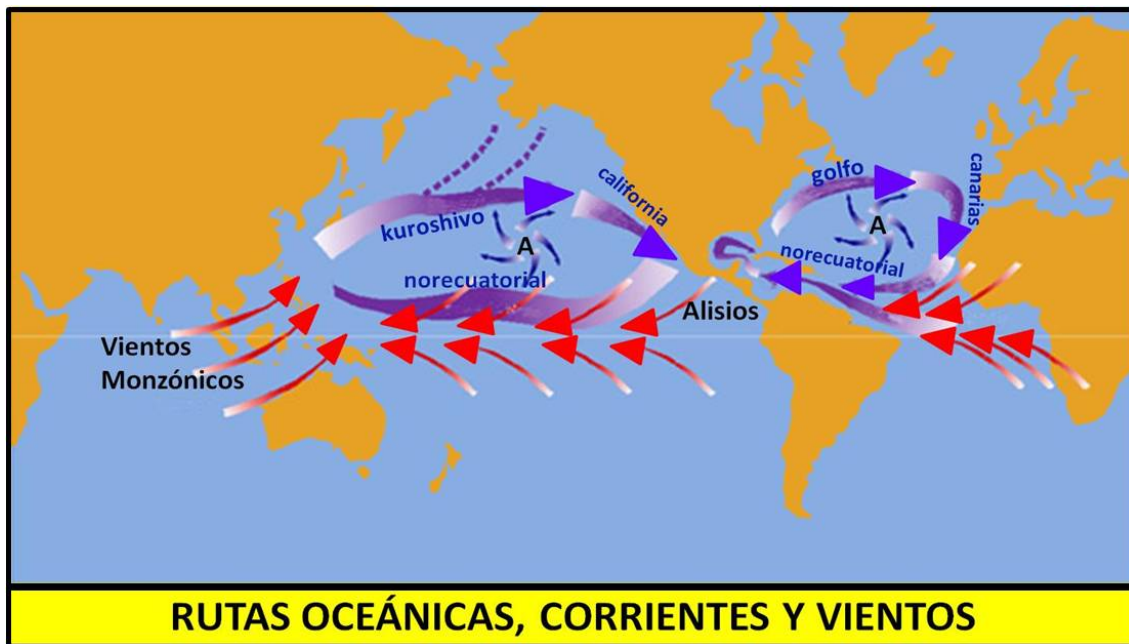 kuroshivo
california
A
norecuatorial
golfo
canarias
A
norecuatorial
Alisios
Vientos
Monzónicos
RUTAS OCEÁNICAS, CORRIENTES Y VIENTOS